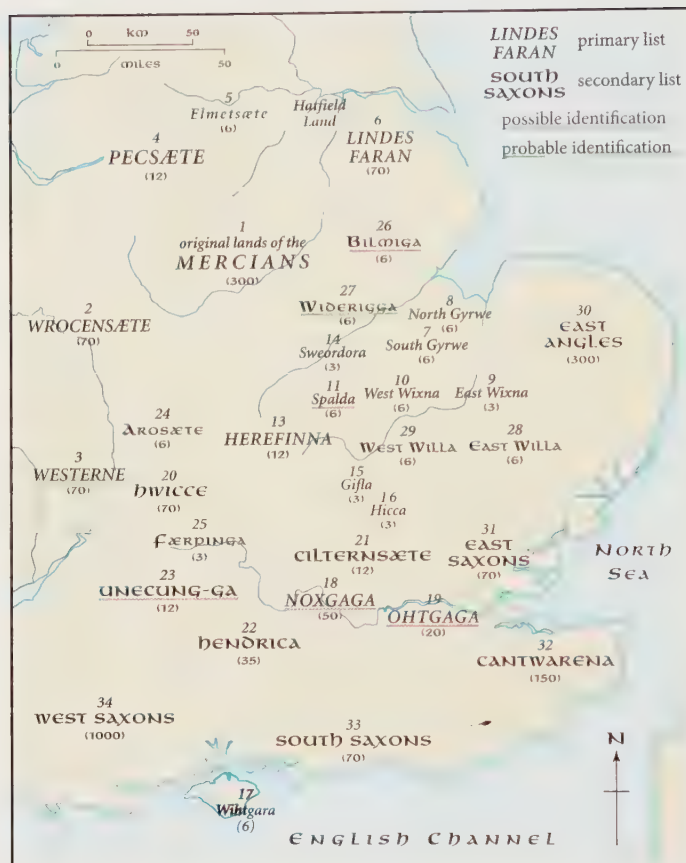 0 km 50
0 MILES 50
LINDES
FARAN primary list
SOUTH
SAXONS secondary list
possible identification
probable identification
5
Elmetsæte
(6)
Hatfield
Land
6
LINDES
FARAN
(70)
4
PECSÆTE
(12)
1
original lands of the
MERCIANS
(300)
26
BILMIGA
(6)
2
WROCENSÆTE
(70)
27
WIDERIGGA
(6)
8
North Gyrwe
(6)
7
South Gyrwe
(6)
30
EAST
ANGLES
(300)
14
Sweordora
(3)
11
Spalda
(6)
10
West Wixna
(6)
9
East Wixna
(3)
24
AROSÆTE
(6)
13
HEREFINNA
(12)
29
WEST WILLA
(6)
28
EAST WILLA
(6)
3
WESTERNE
(70)
20
HWICCE
(70)
15
Gifla
(3)
16
Hicca
(3)
25
FÆRPINGA
(3)
21
CILTERNSÆTE
(12)
31
EAST
SAXONS
(70)
NORTH
SEA
23
UNECUNG-GA
(12)
18
NOXGAGA
(50)
19
OHTGAGA
(20)
22
HENDRICA
(35)
32
CANTWARENA
(150)
34
WEST SAXONS
(1000)
33
SOUTH SAXONS
(70)
N
17
Wihtgara
(6)
ENGLISH CHANNEL